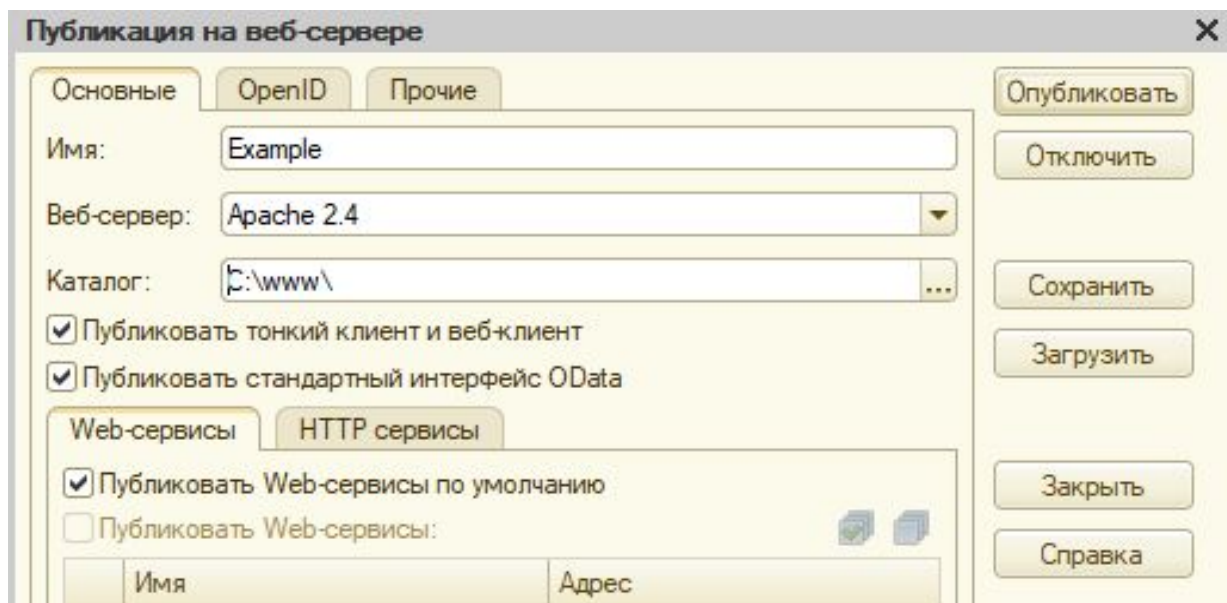 Публикация на веб-сервере
Основные OpenID Прочие
Опубликовать
Имя: Example
Отключить
Веб-сервер: Apache 2.4
Каталог: C:\www\ ...
Сохранить
Публиковать тонкий клиент и веб-клиент
Загрузить
Публиковать стандартный интерфейс OData
Web-сервисы HTTP сервисы
Публиковать Web-сервисы по умолчанию
Закрыть
Публиковать Web-сервисы:
Справка
Имя Адрес